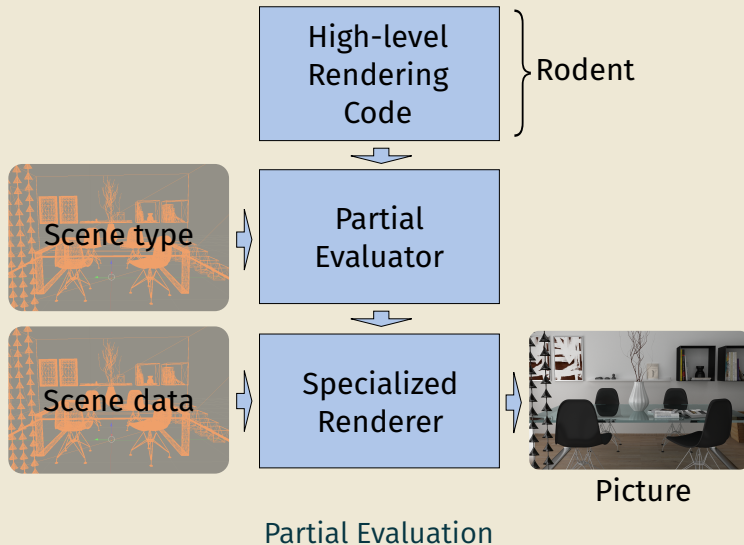 High-level
Rendering
Code
Rodent
Scene type
Partial
Evaluator
Scene data
Specialized
Renderer
Picture
Partial Evaluation